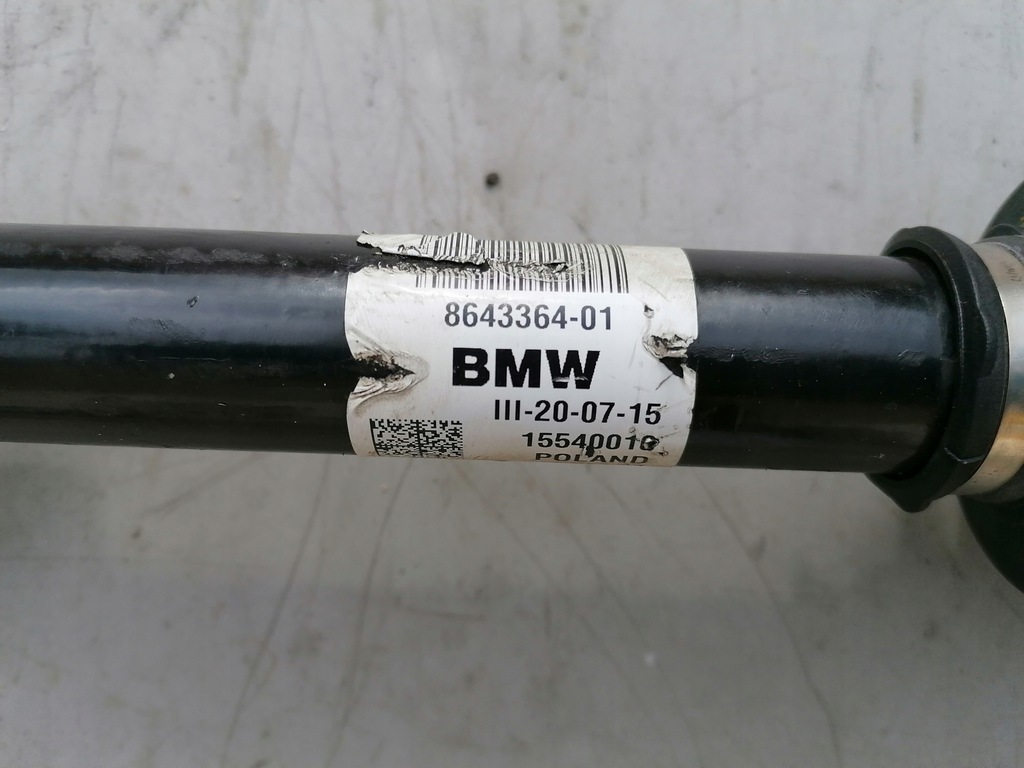 8643364-01
BMW
III-20-07-15
15540016
POLAND